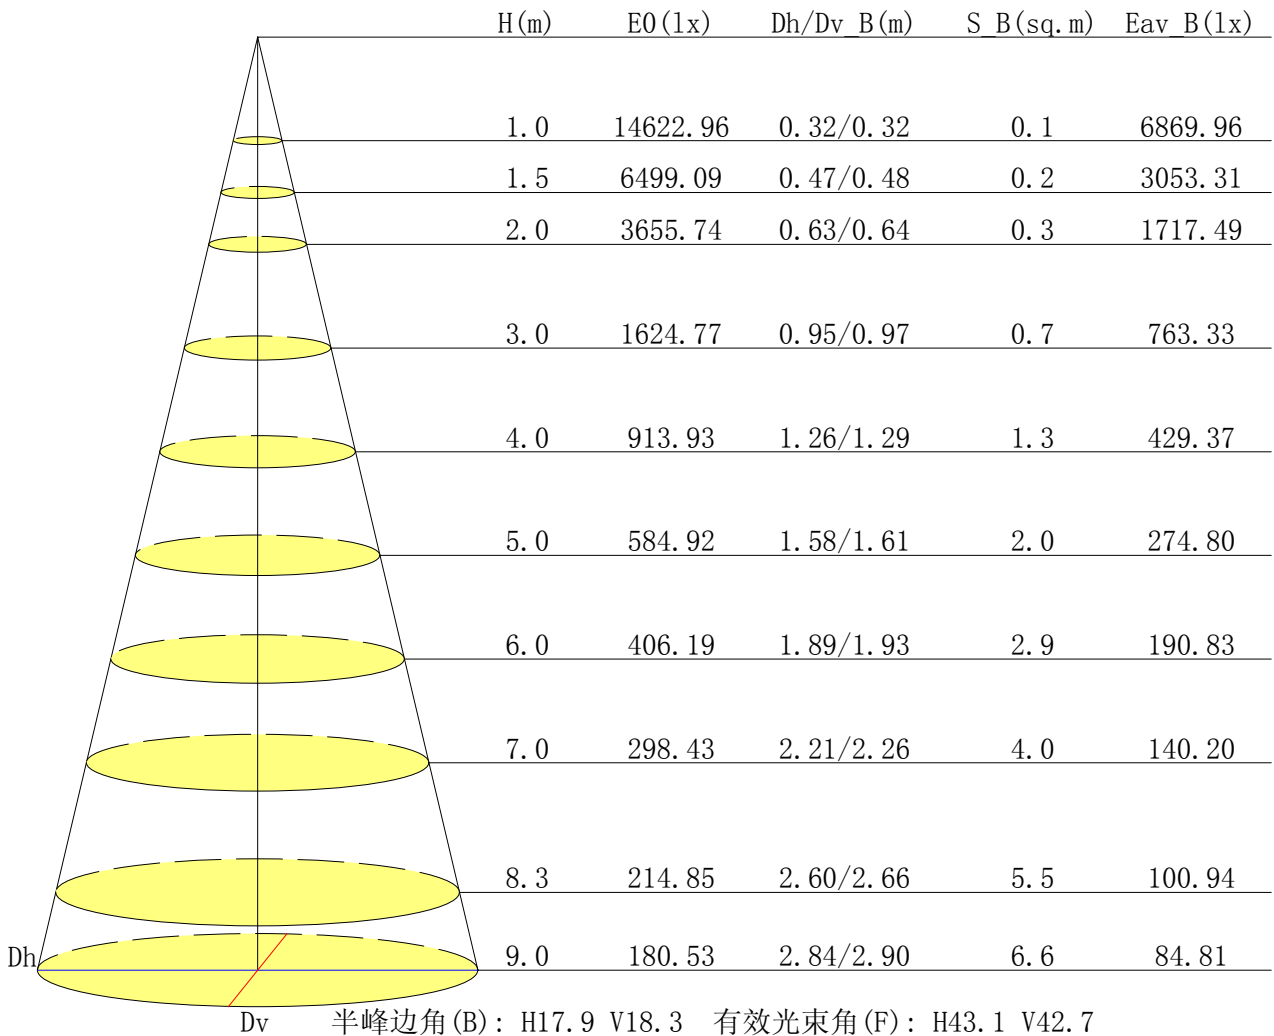 H(m) E0(lx) Dh/Dv_B(m) S_B(sq.m) Eav_B(lx)
1.0 14622.96 0.32/0.32 0.1 6869.96
1.5 6499.09 0.47/0.48 0.2 3053.31
2.0 3655.74 0.63/0.64 0.3 1717.49
3.0 1624.77 0.95/0.97 0.7 763.33
4.0 913.93 1.26/1.29 1.3 429.37
5.0 584.92 1.58/1.61 2.0 274.80
6.0 406.19 1.89/1.93 2.9 190.83
7.0 298.43 2.21/2.26 4.0 140.20
8.3 214.85 2.60/2.66 5.5 100.94
Dh 9.0 180.53 2.84/2.90 6.6 84.81
Dv 半峰边角(B): H17.9 V18.3 有效光束角(F): H43.1 V42.7